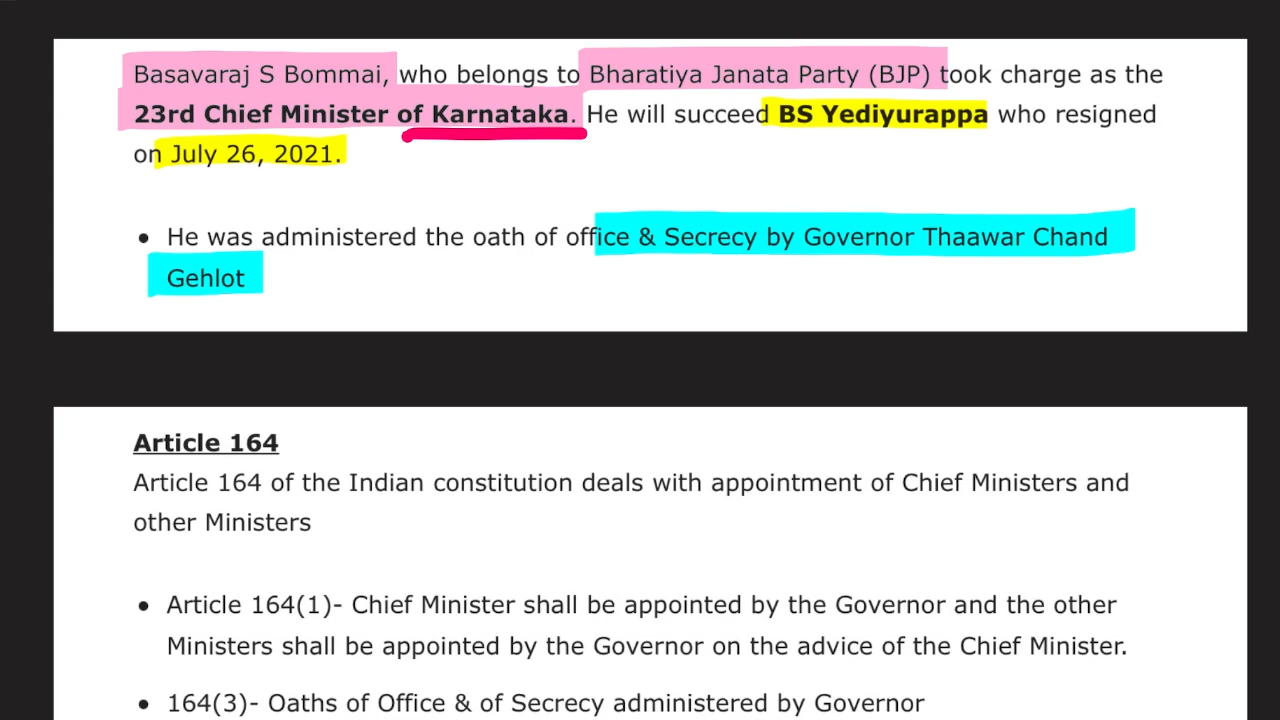 Basavaraj S Bommai, who belongs to Bharatiya Janata Party (BJP) took charge as the
23rd Chief Minister of Karnataka. He will succeed BS Yediyurappa who resigned
on July 26, 2021.
• He was administered the oath of office & Secrecy by Governor Thaawar Chand
Gehlot
Article 164
Article 164 of the Indian constitution deals with appointment of Chief Ministers and
other Ministers
• Article 164(1)- Chief Minister shall be appointed by the Governor and the other
Ministers shall be appointed by the Governor on the advice of the Chief Minister.
• 164(3)- Oaths of Office & of Secrecy administered by Governor